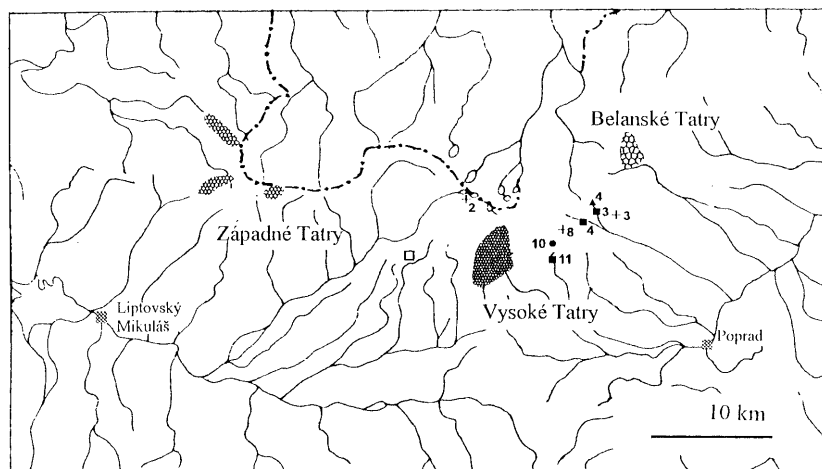 Belanské Tatry
4
3 3
2
8
4
Západné Tatry
10
11
Liptovský
Mikuláš
Vysoké Tatry
Poprad
10 km